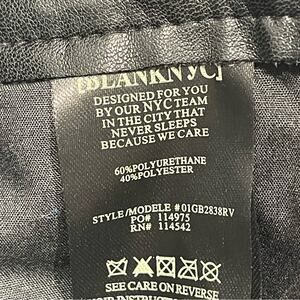 [BLANKNYC]
DESIGNED FOR YOU
BY OUR NYC TEAM
IN THE CITY THAT
NEVER SLEEPS
BECAUSE WE CARE
60%POLYURETHANE
40%POLYESTER
STYLE/MODELE #01GB2838RV
PO# 114975
RN# 114542
SEE CARE ON REVERSE